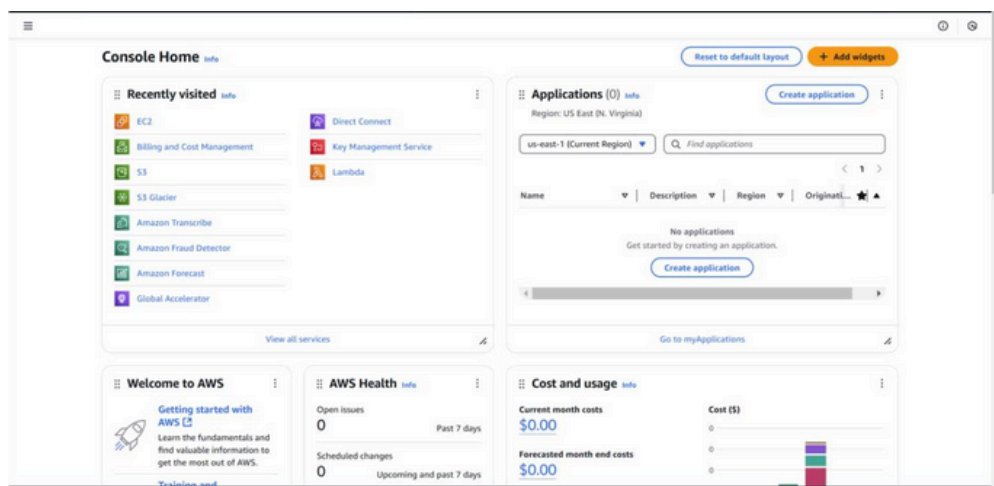 Console Home Info
Reset to default layout
+ Add widgets
Recently visited Info
EC2
Billing and Cost Management
S3
S3 Glacier
Amazon Transcribe
Amazon Fraud Detector
Amazon Forecast
Global Accelerator
Direct Connect
Key Management Service
Lambda
View all services
Applications (0) Info
Create application
Region: US East (N. Virginia)
us-east-1 (Current Region)
Find applications
1
Name
Description
Region
Originati...
No applications
Get started by creating an application.
Create application
Go to myApplications
Welcome to AWS
Getting started with
AWS
Learn the fundamentals and
find valuable information to
get the most out of AWS.
Training and
AWS Health Info
Open issues
0
Past 7 days
Scheduled changes
0
Upcoming and past 7 days
Cost and usage Info
Current month costs
$0.00
Forecasted month end costs
$0.00
Cost ($)
0
0
0